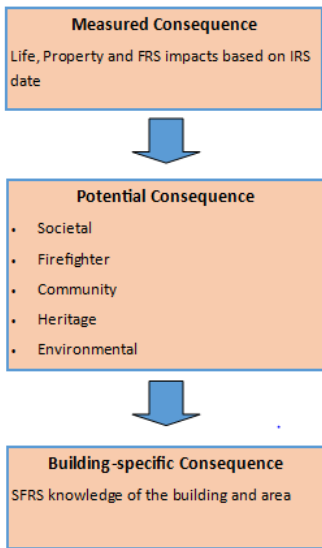 Measured Consequence
Life, Property and FRS impacts based on IRS
date
Potential Consequence
• Societal
• Firefighter
• Community
• Heritage
• Environmental
Building-specific Consequence
SFRS knowledge of the building and area